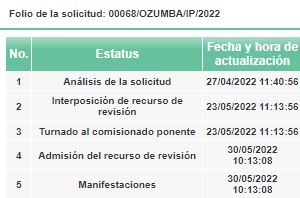 Folio de la solicitud: 00068/OZUMBA/IP/2022
No. Estatus Fecha y hora de
actualización
1 Análisis de la solicitud 27/04/2022 11:40:56
2 Interposición de recurso de
revisión 23/05/2022 11:13:56
3 Turnado al comisionado ponente 23/05/2022 11:13:56
4 Admisión del recurso de revisión 30/05/2022
10:13:08
5 Manifestaciones 30/05/2022
10:13:08